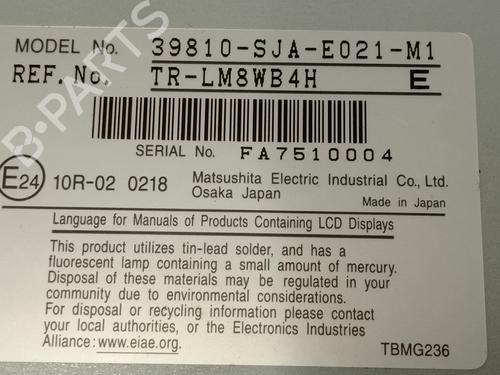 MODEL No. 39810-SJA-E021-M1
REF. No. TR-LM8WB4H E
SERIAL No. FA7510004
E24 10R-02 0218 Matsushita Electric Industrial Co., Ltd.
Osaka Japan Made in Japan
Language for Manuals of Products Containing LCD Displays
This product utilizes tin-lead solder, and has a
fluorescent lamp containing a small amount of mercury.
Disposal of these materials may be regulated in your
community due to environmental considerations.
For disposal or recycling information please contact
your local authorities, or the Electronics Industries
Alliance: www.eiae.org.
TBMG236
B-PARTS